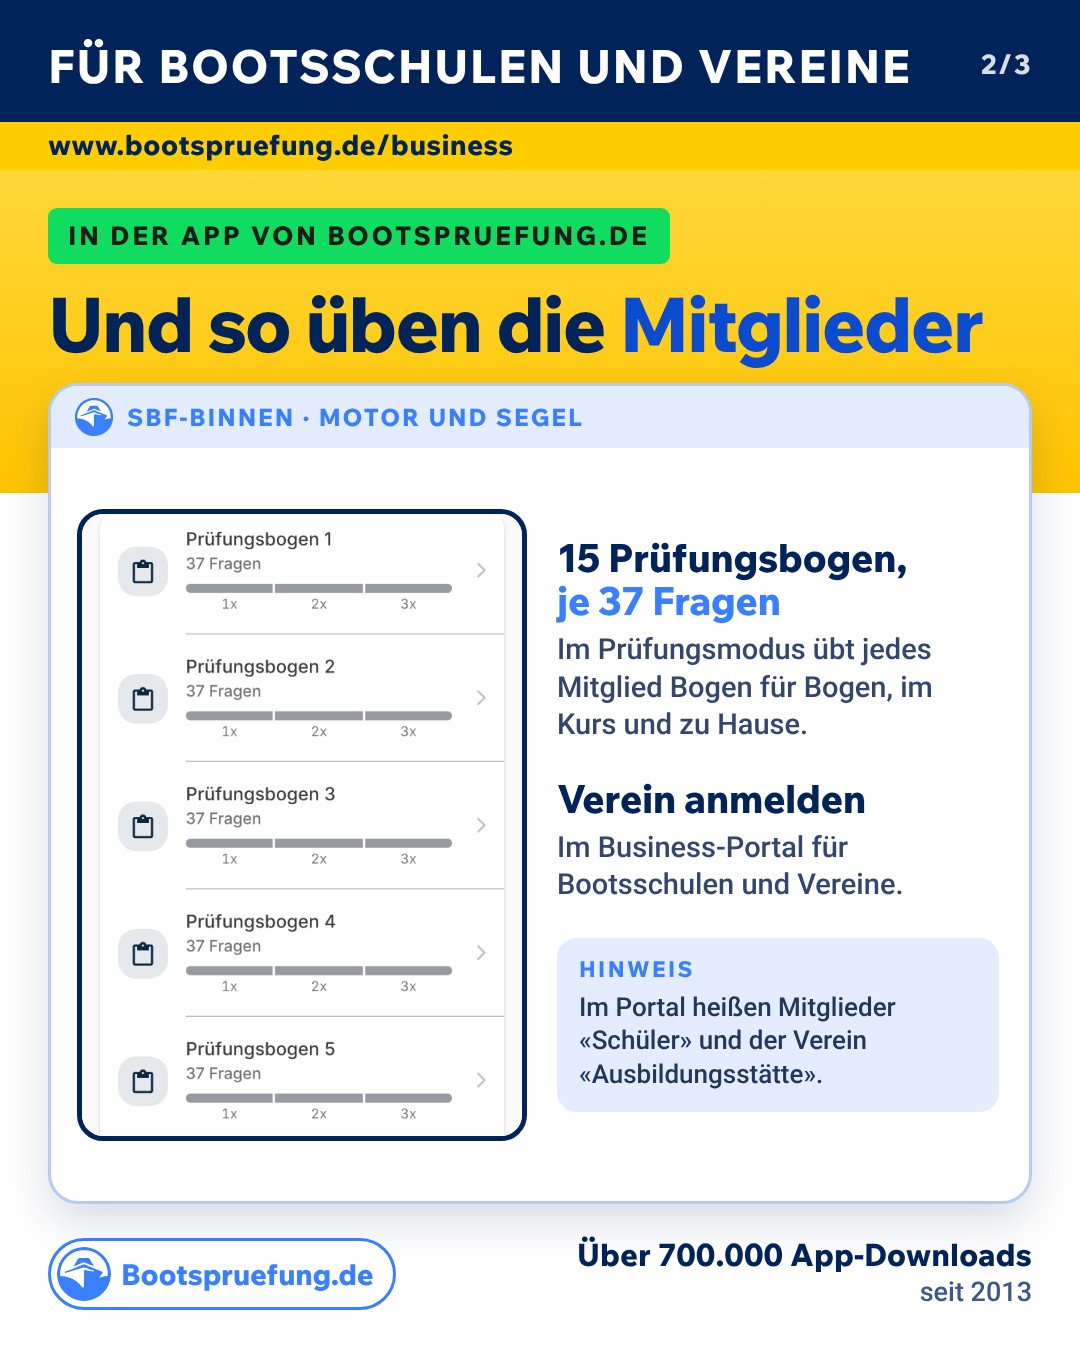 FÜR BOOTSSCHULEN UND VEREINE
2/3
www.bootspruefung.de/business
IN DER APP VON BOOTSPRUEFUNG.DE
Und so üben die Mitglieder
SBF-BINNEN · MOTOR UND SEGEL
Prüfungsbogen 1
37 Fragen
1x 2x 3x
Prüfungsbogen 2
37 Fragen
1x 2x 3x
Prüfungsbogen 3
37 Fragen
1x 2x 3x
Prüfungsbogen 4
37 Fragen
1x 2x 3x
Prüfungsbogen 5
37 Fragen
1x 2x 3x
15 Prüfungsbogen,
je 37 Fragen
Im Prüfungsmodus übt jedes
Mitglied Bogen für Bogen, im
Kurs und zu Hause.
Verein anmelden
Im Business-Portal für
Bootsschulen und Vereine.
HINWEIS
Im Portal heißen Mitglieder
«Schüler» und der Verein
«Ausbildungsstätte».
Bootspruefung.de
Über 700.000 App-Downloads
seit 2013